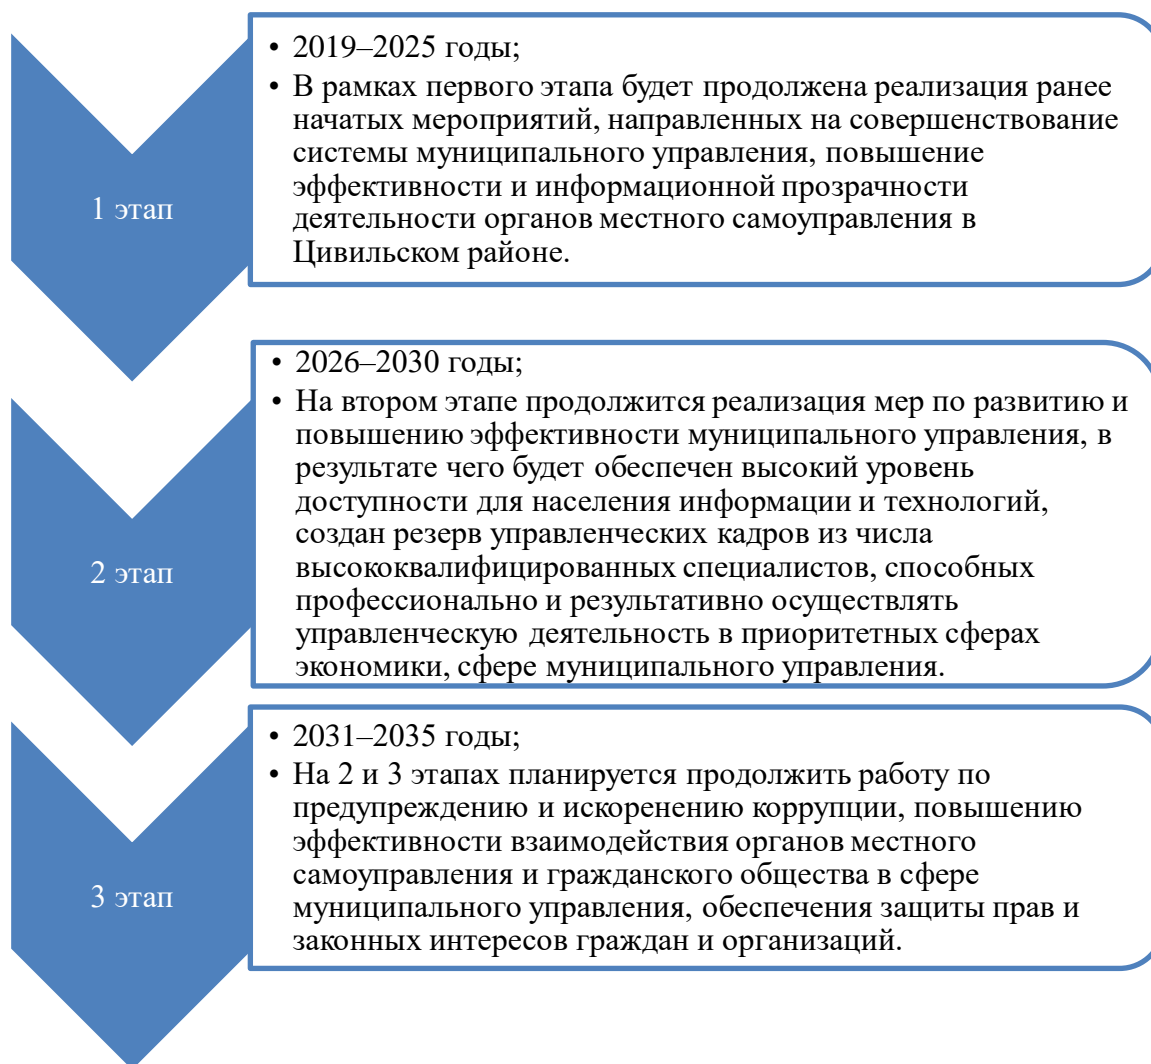 1 этап
• 2019–2025 годы;
• В рамках первого этапа будет продолжена реализация ранее
начатых мероприятий, направленных на совершенствование
системы муниципального управления, повышение
эффективности и информационной прозрачности
деятельности органов местного самоуправления в
Цивильском районе.
2 этап
• 2026–2030 годы;
• На втором этапе продолжится реализация мер по развитию и
повышению эффективности муниципального управления, в
результате чего будет обеспечен высокий уровень
доступности для населения информации и технологий,
создан резерв управленческих кадров из числа
высококвалифицированных специалистов, способных
профессионально и результативно осуществлять
управленческую деятельность в приоритетных сферах
экономики, сфере муниципального управления.
3 этап
• 2031–2035 годы;
• На 2 и 3 этапах планируется продолжить работу по
предупреждению и искоренению коррупции, повышению
эффективности взаимодействия органов местного
самоуправления и гражданского общества в сфере
муниципального управления, обеспечения защиты прав и
законных интересов граждан и организаций.